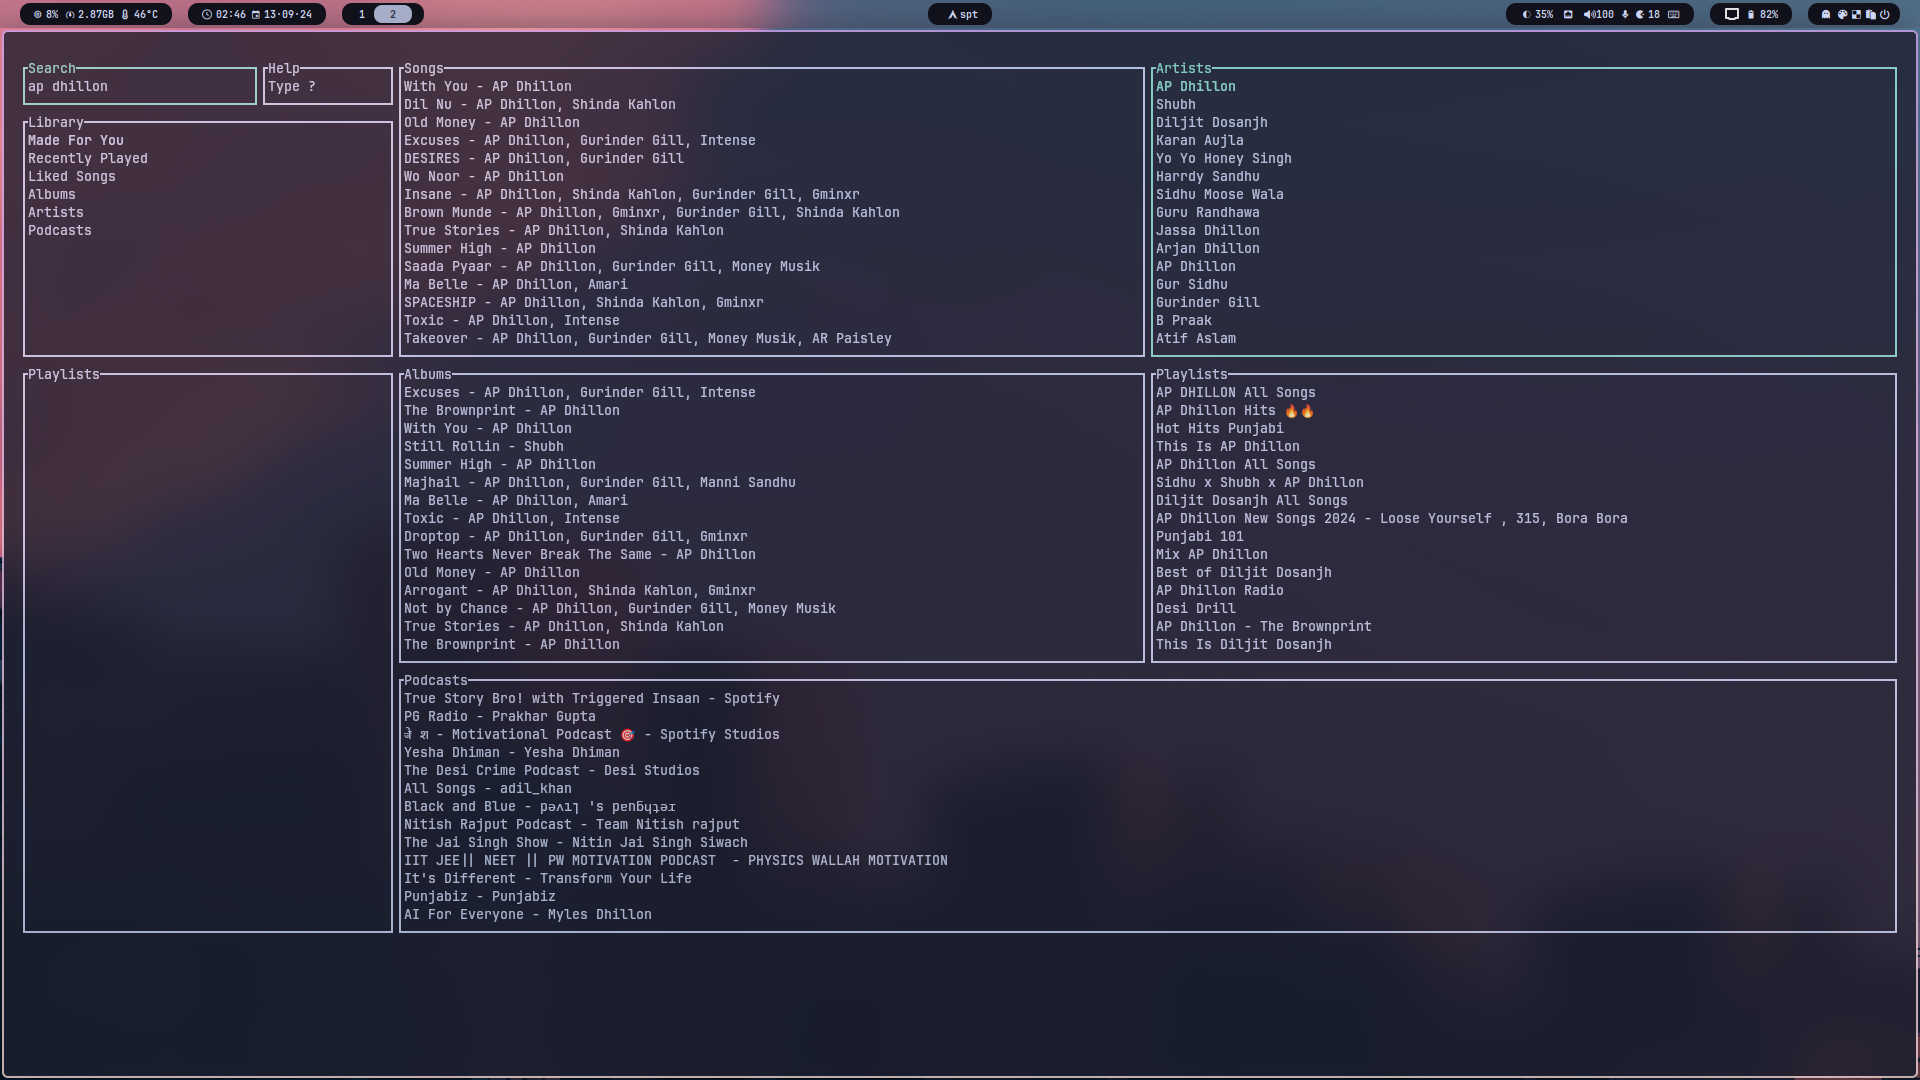 8% 2.87GB 46°C 02:46 13-09-24 1 2 spt 35% 100 18 82%
Search
ap dhillon
Help
Type ?
Library
Made For You
Recently Played
Liked Songs
Albums
Artists
Podcasts
Playlists
Songs
With You - AP Dhillon
Dil Nu - AP Dhillon, Shinda Kahlon
Old Money - AP Dhillon
Excuses - AP Dhillon, Gurinder Gill, Intense
DESIRES - AP Dhillon, Gurinder Gill
Wo Noor - AP Dhillon
Insane - AP Dhillon, Shinda Kahlon, Gurinder Gill, Gminxr
Brown Munde - AP Dhillon, Gminxr, Gurinder Gill, Shinda Kahlon
True Stories - AP Dhillon, Shinda Kahlon
Summer High - AP Dhillon
Saada Pyaar - AP Dhillon, Gurinder Gill, Money Musik
Ma Belle - AP Dhillon, Amari
SPACESHIP - AP Dhillon, Shinda Kahlon, Gminxr
Toxic - AP Dhillon, Intense
Takeover - AP Dhillon, Gurinder Gill, Money Musik, AR Paisley
Artists
AP Dhillon
Shubh
Diljit Dosanjh
Karan Aujla
Yo Yo Honey Singh
Harrdy Sandhu
Sidhu Moose Wala
Guru Randhawa
Jassa Dhillon
Arjan Dhillon
AP Dhillon
Gur Sidhu
Gurinder Gill
B Praak
Atif Aslam
Albums
Excuses - AP Dhillon, Gurinder Gill, Intense
The Brownprint - AP Dhillon
With You - AP Dhillon
Still Rollin - Shubh
Summer High - AP Dhillon
Majhail - AP Dhillon, Gurinder Gill, Manni Sandhu
Ma Belle - AP Dhillon, Amari
Toxic - AP Dhillon, Intense
Droptop - AP Dhillon, Gurinder Gill, Gminxr
Two Hearts Never Break The Same - AP Dhillon
Old Money - AP Dhillon
Arrogant - AP Dhillon, Shinda Kahlon, Gminxr
Not by Chance - AP Dhillon, Gurinder Gill, Money Musik
True Stories - AP Dhillon, Shinda Kahlon
The Brownprint - AP Dhillon
Playlists
AP DHILLON All Songs
AP Dhillon Hits 🔥🔥
Hot Hits Punjabi
This Is AP Dhillon
AP Dhillon All Songs
Sidhu x Shubh x AP Dhillon
Diljit Dosanjh All Songs
AP Dhillon New Songs 2024 - Loose Yourself , 315, Bora Bora
Punjabi 101
Mix AP Dhillon
Best of Diljit Dosanjh
AP Dhillon Radio
Desi Drill
AP Dhillon - The Brownprint
This Is Diljit Dosanjh
Podcasts
True Story Bro! with Triggered Insaan - Spotify
PG Radio - Prakhar Gupta
जे श - Motivational Podcast 🎯 - Spotify Studios
Yesha Dhiman - Yesha Dhiman
The Desi Crime Podcast - Desi Studios
All Songs - adil_khan
Black and Blue - 's
Nitish Rajput Podcast - Team Nitish rajput
The Jai Singh Show - Nitin Jai Singh Siwach
IIT JEE|| NEET || PW MOTIVATION PODCAST  - PHYSICS WALLAH MOTIVATION
It's Different - Transform Your Life
Punjabiz - Punjabiz
AI For Everyone - Myles Dhillon